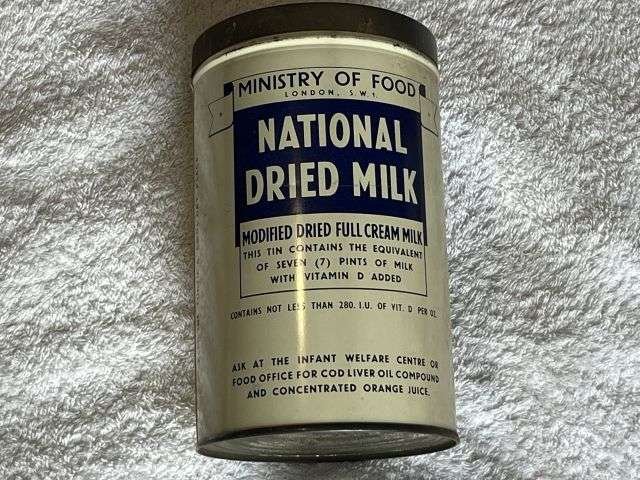 MINISTRY OF FOOD
LONDON, S.W.1.
NATIONAL
DRIED MILK
MODIFIED DRIED FULL CREAM MILK
THIS TIN CONTAINS THE EQUIVALENT
OF SEVEN (7) PINTS OF MILK
WITH VITAMIN D ADDED
CONTAINS NOT LESS THAN 280. I.U. OF VIT. D PER OZ.
ASK AT THE INFANT WELFARE CENTRE OR
FOOD OFFICE FOR COD LIVER OIL COMPOUND
AND CONCENTRATED ORANGE JUICE.